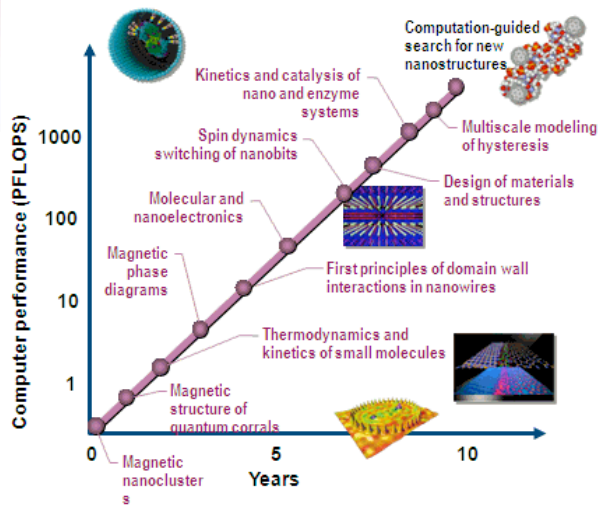 Computation-guided
search for new
nanostructures
Kinetics and catalysis of
nano and enzyme
systems
Multiscale modeling
of hysteresis
Spin dynamics
switching of nanobits
Design of materials
and structures
Molecular and
nanoelectronics
Magnetic
phase
diagrams
First principles of domain wall
interactions in nanowires
Thermodynamics and
kinetics of small molecules
Magnetic
structure of
quantum corrals
Magnetic
nanocluster
s
Computer performance (PFLOPS)
1000
100
10
1
0
5
10
Years